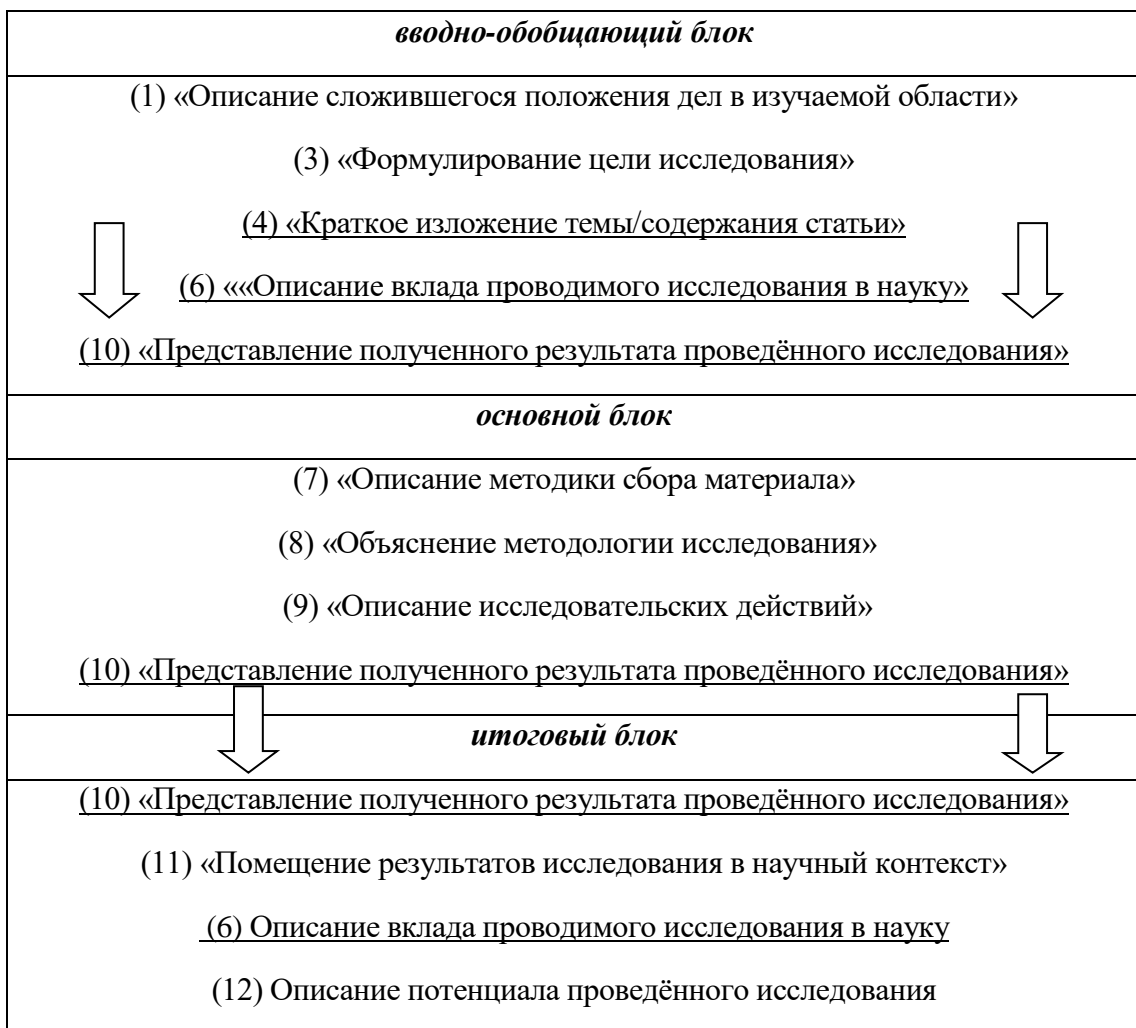 вводно-обобщающий блок
(1) «Описание сложившегося положения дел в изучаемой области»
(3) «Формулирование цели исследования»
(4) «Краткое изложение темы/содержания статьи»
(6) ««Описание вклада проводимого исследования в науку»
(10) «Представление полученного результата проведённого исследования»
основной блок
(7) «Описание методики сбора материала»
(8) «Объяснение методологии исследования»
(9) «Описание исследовательских действий»
(10) «Представление полученного результата проведённого исследования»
итоговый блок
(10) «Представление полученного результата проведённого исследования»
(11) «Помещение результатов исследования в научный контекст»
(6) Описание вклада проводимого исследования в науку
(12) Описание потенциала проведённого исследования